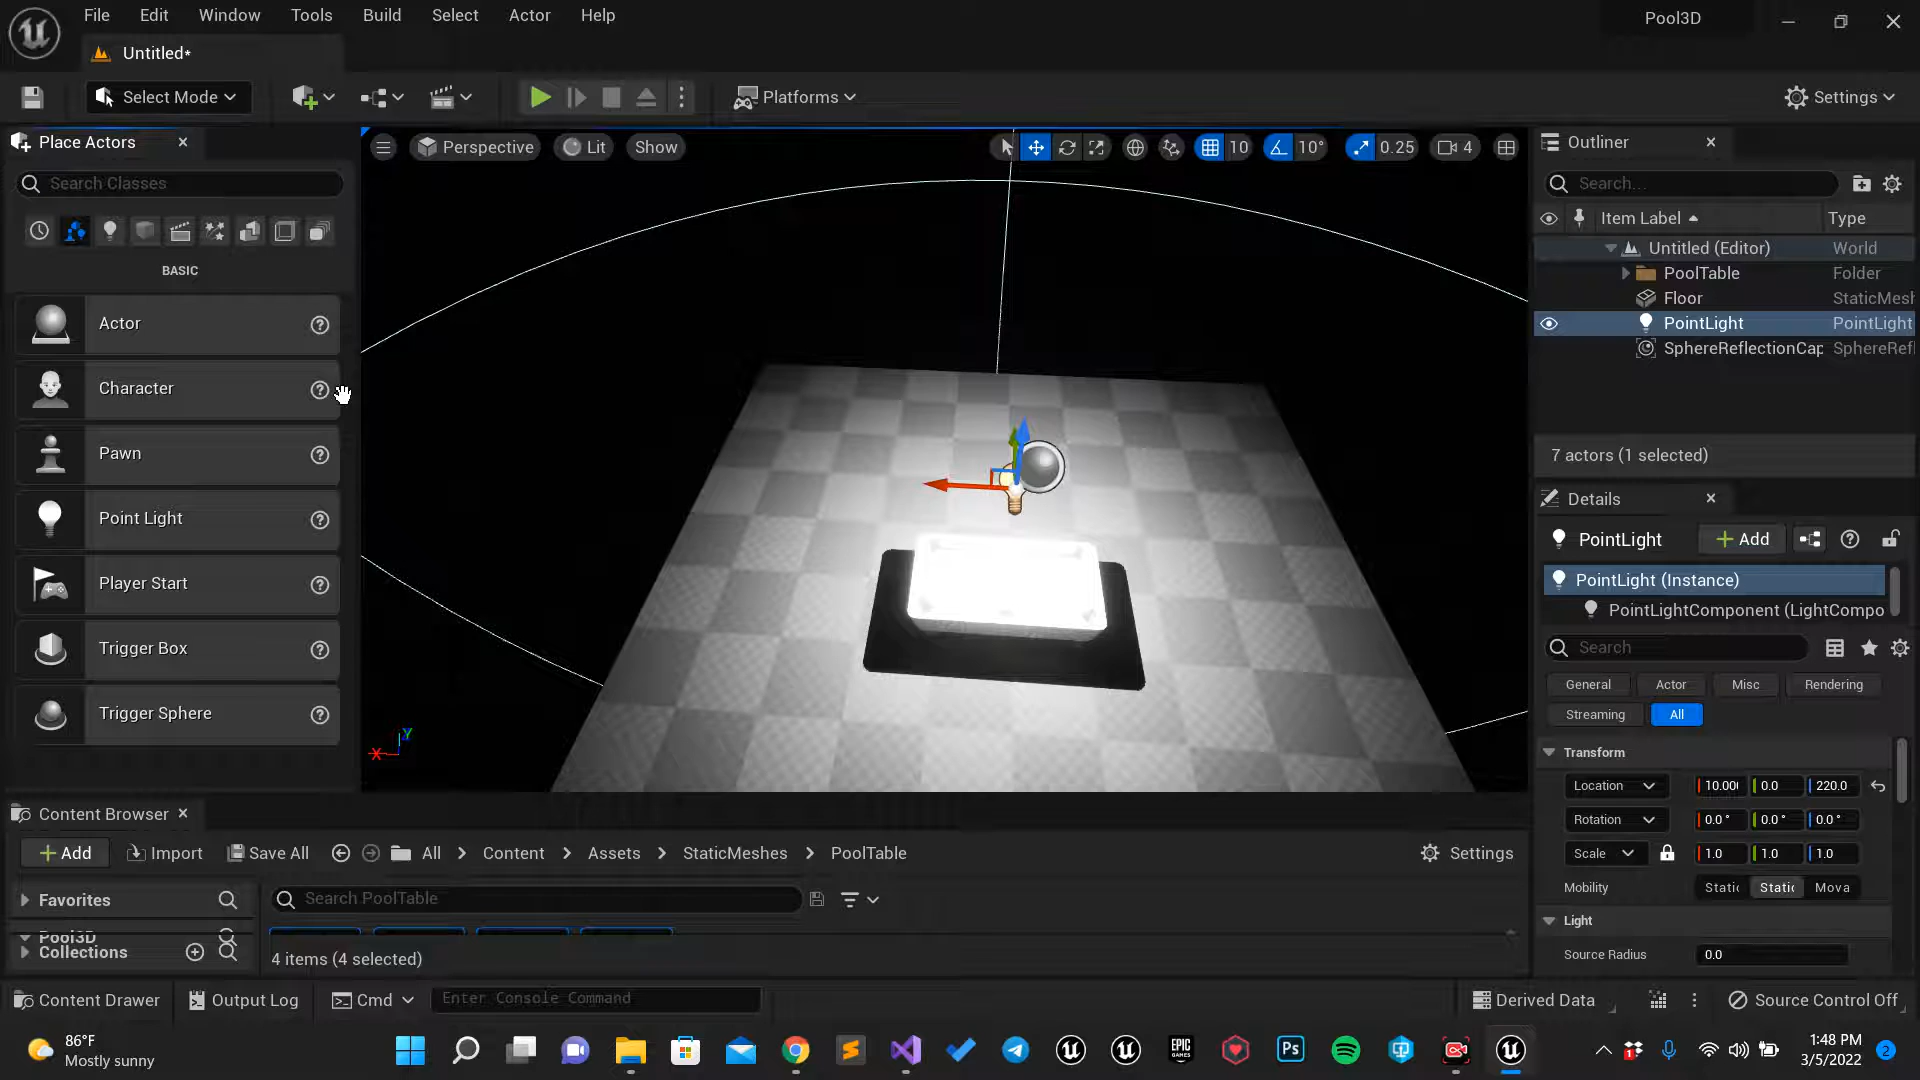 File Edit Window Tools Build Select Actor Help
Pool3D
Untitled*
Select Mode
Platforms
Settings
Place Actors
Search Classes
BASIC
Actor
Character
Pawn
Point Light
Player Start
Trigger Box
Trigger Sphere
Perspective Lit Show
10 10° 0.25 4
X Y
Outliner
Search...
Item Label Type
Untitled (Editor) World
PoolTable Folder
Floor StaticMesh
PointLight PointLight
SphereReflectionCap SphereRefl
7 actors (1 selected)
Details
PointLight Add
PointLight (Instance)
PointLightComponent (LightCompo
Search
General Actor Misc Rendering
Streaming All
Transform
Location 10.00 0.0 220.0
Rotation 0.0 ° 0.0 ° 0.0 °
Scale 1.0 1.0 1.0
Mobility Static Static Mova
Light
Source Radius 0.0
Content Browser
Add Import Save All All Content Assets StaticMeshes PoolTable Settings
Favorites
Search PoolTable
Pool3D
Collections
4 items (4 selected)
Content Drawer Output Log Cmd Enter Console Command Derived Data Source Control Off
86°F
Mostly sunny
EPIC GAMES
Ps
1
1:48 PM
3/5/2022
2